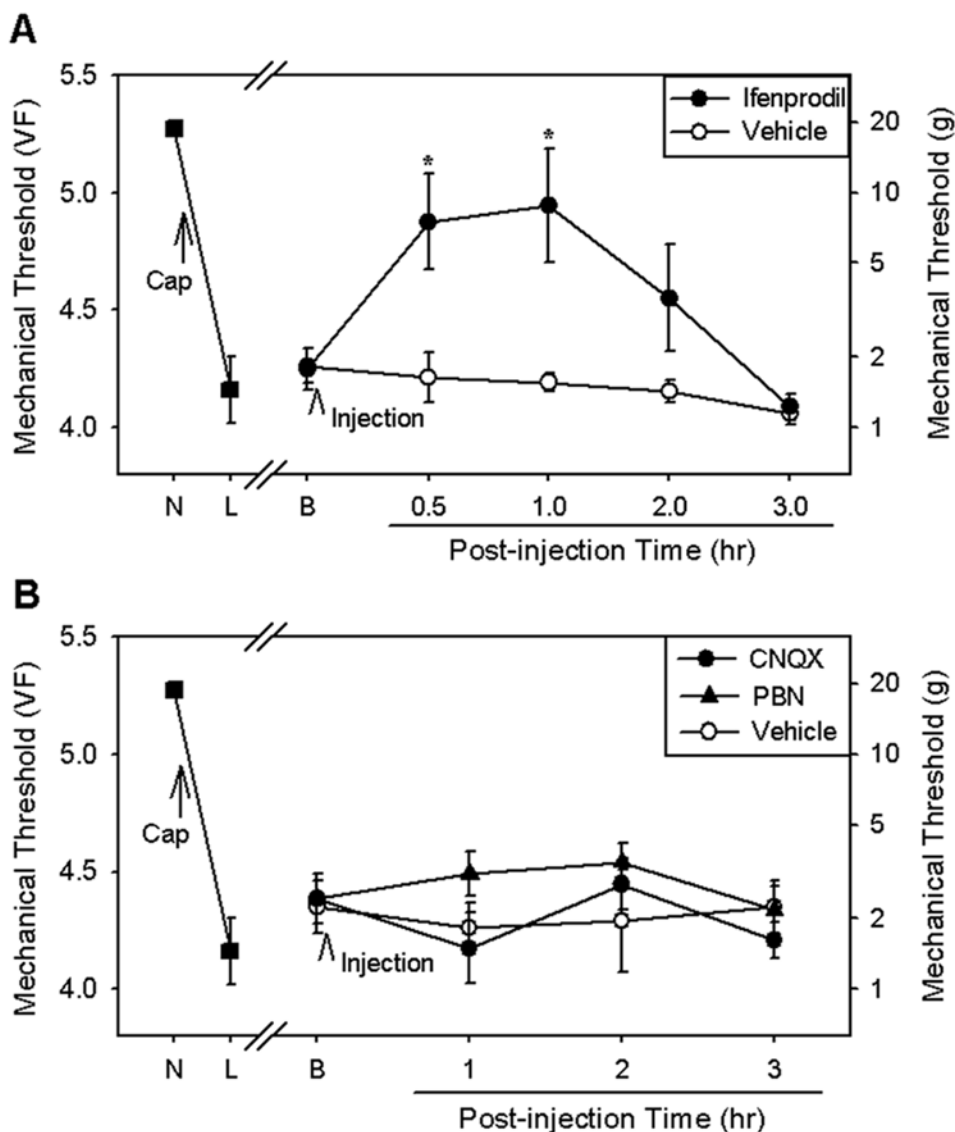 A
Mechanical Threshold (VF)
5.5
5.0
4.5
4.0
Cap
Injection
* *
Ifenprodil
Vehicle
20
10
5
2
1
Mechanical Threshold (g)
N L B 0.5 1.0 2.0 3.0
Post-injection Time (hr)
B
Mechanical Threshold (VF)
5.5
5.0
4.5
4.0
Cap
Injection
CNQX
PBN
Vehicle
20
10
5
2
1
Mechanical Threshold (g)
N L B 1 2 3
Post-injection Time (hr)